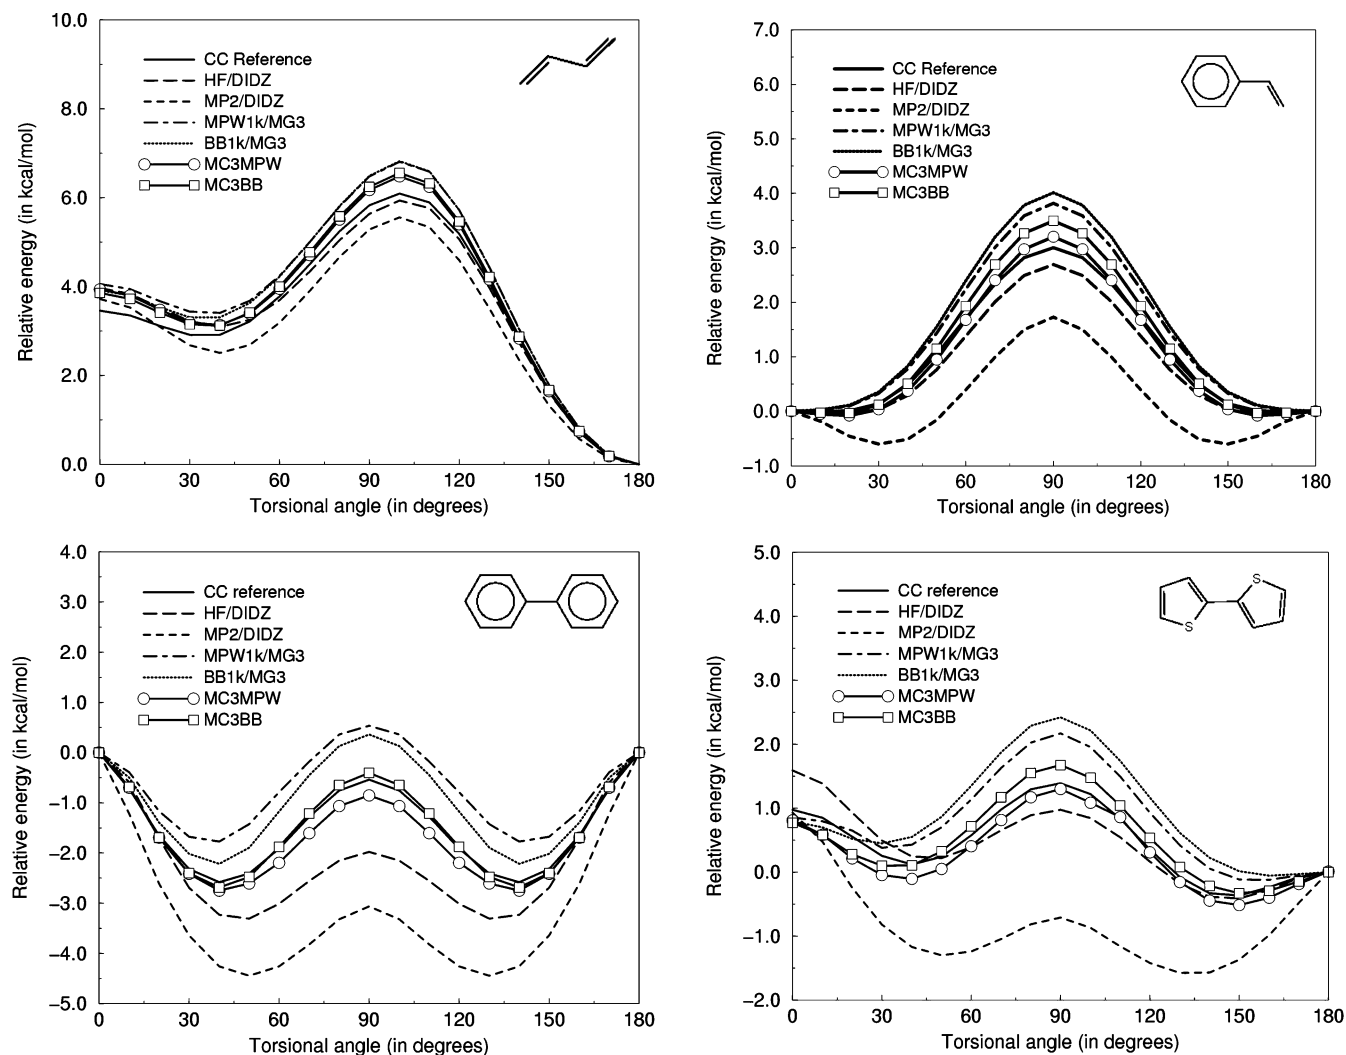 10.0
8.0
6.0
4.0
2.0
0.0
Relative energy (in kcal/mol)
CC Reference
HF/DIDZ
MP2/DIDZ
MPW1k/MG3
BB1k/MG3
MC3MPW
MC3BB
0 30 60 90 120 150 180
Torsional angle (in degrees)
7.0
6.0
5.0
4.0
3.0
2.0
1.0
0.0
−1.0
Relative energy (in kcal/mol)
CC Reference
HF/DIDZ
MP2/DIDZ
MPW1k/MG3
BB1k/MG3
MC3MPW
MC3BB
0 30 60 90 120 150 180
Torsional angle (in degrees)
4.0
3.0
2.0
1.0
0.0
−1.0
−2.0
−3.0
−4.0
−5.0
Relative energy (in kcal/mol)
CC reference
HF/DIDZ
MP2/DIDZ
MPW1k/MG3
BB1k/MG3
MC3MPW
MC3BB
0 30 60 90 120 150 180
Torsional angle (in degrees)
5.0
4.0
3.0
2.0
1.0
0.0
−1.0
−2.0
Relative energy (in kcal/mol)
CC reference
HF/DIDZ
MP2/DIDZ
MPW1k/MG3
BB1k/MG3
MC3MPW
MC3BB
S
S
0 30 60 90 120 150 180
Torsional angle (in degrees)